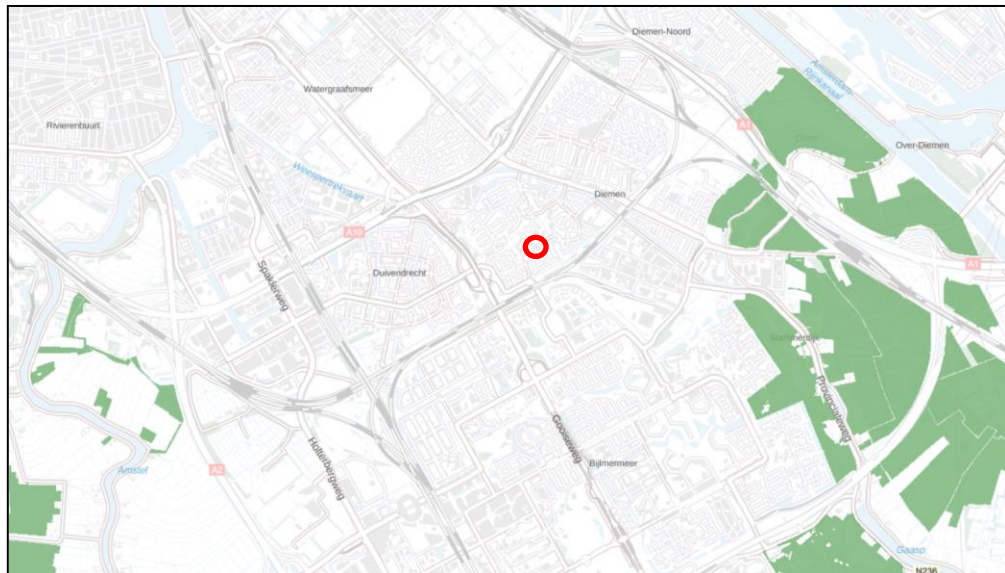 Diemen-Noord
Watergraafsmeer
Amsterdam-
Rijnkanaal
Rivierenbuurt
A1
Over-Diemen
Weespertrekvaart
Diemen
A10
Duivendrecht
A1
Spaklerweg
Provincialeweg
Gooiseweg
Holterbergweg
Bijlmermeer
Amstel
A2
Gaasp
N236